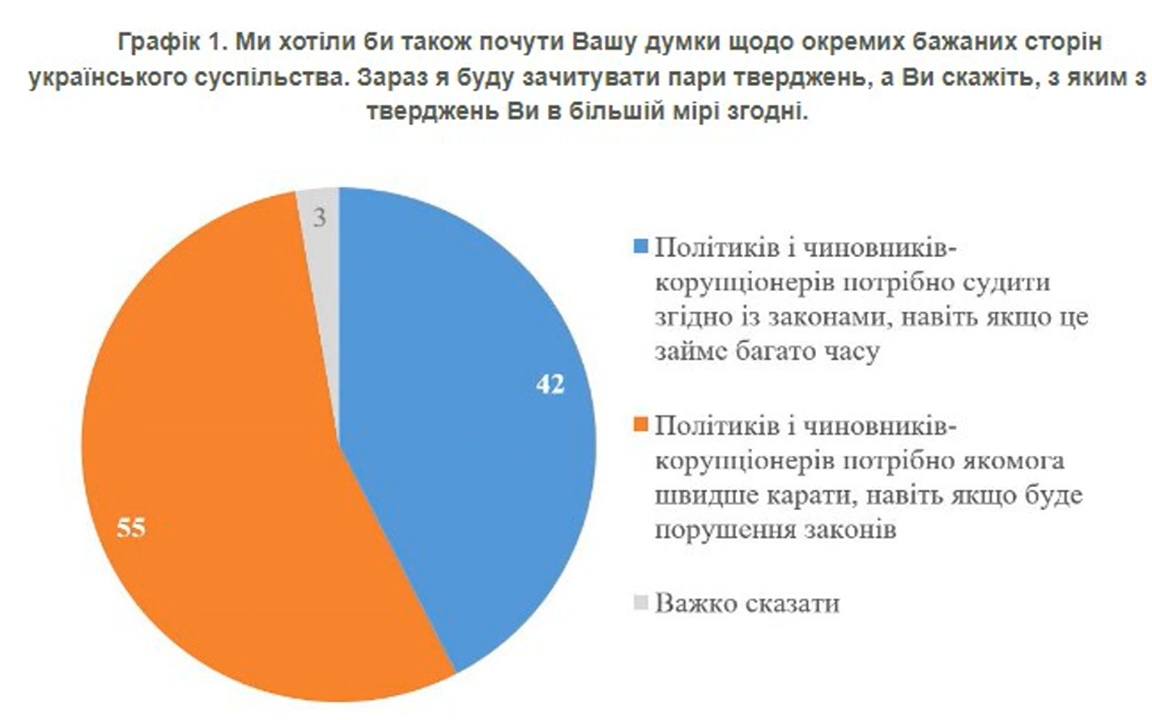 Графік 1. Ми хотіли би також почути Вашу думки щодо окремих бажаних сторін
українського суспільства. Зараз я буду зачитувати пари тверджень, а Ви скажіть, з яким з
тверджень Ви в більшій мірі згодні.
3
42
55
Політиків і чиновників-
корупціонерів потрібно судити
згідно із законами, навіть якщо це
займе багато часу
Політиків і чиновників-
корупціонерів потрібно якомога
швидше карати, навіть якщо буде
порушення законів
Важко сказати